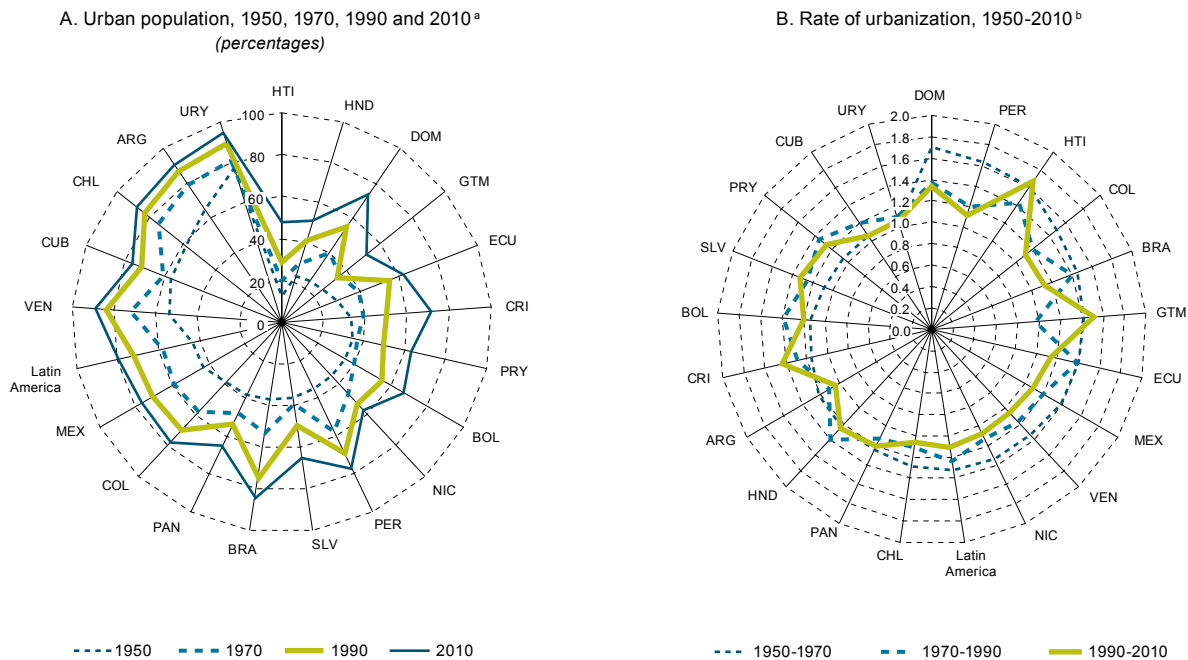 A. Urban population, 1950, 1970, 1990 and 2010 ª
(percentages)
HTI
HND
DOM
GTM
ECU
CRI
PRY
BOL
NIC
PER
SLV
BRA
PAN
COL
MEX
Latin
America
VEN
CUB
CHL
ARG
URY
100
80
60
40
20
0
1950
1970
1990
2010
B. Rate of urbanization, 1950-2010 ᵇ
DOM
PER
HTI
COL
BRA
GTM
ECU
MEX
VEN
NIC
Latin
America
CHL
PAN
HND
ARG
CRI
BOL
SLV
PRY
CUB
URY
2.0
1.8
1.6
1.4
1.2
1.0
0.8
0.6
0.4
0.2
0.0
1950-1970
1970-1990
1990-2010